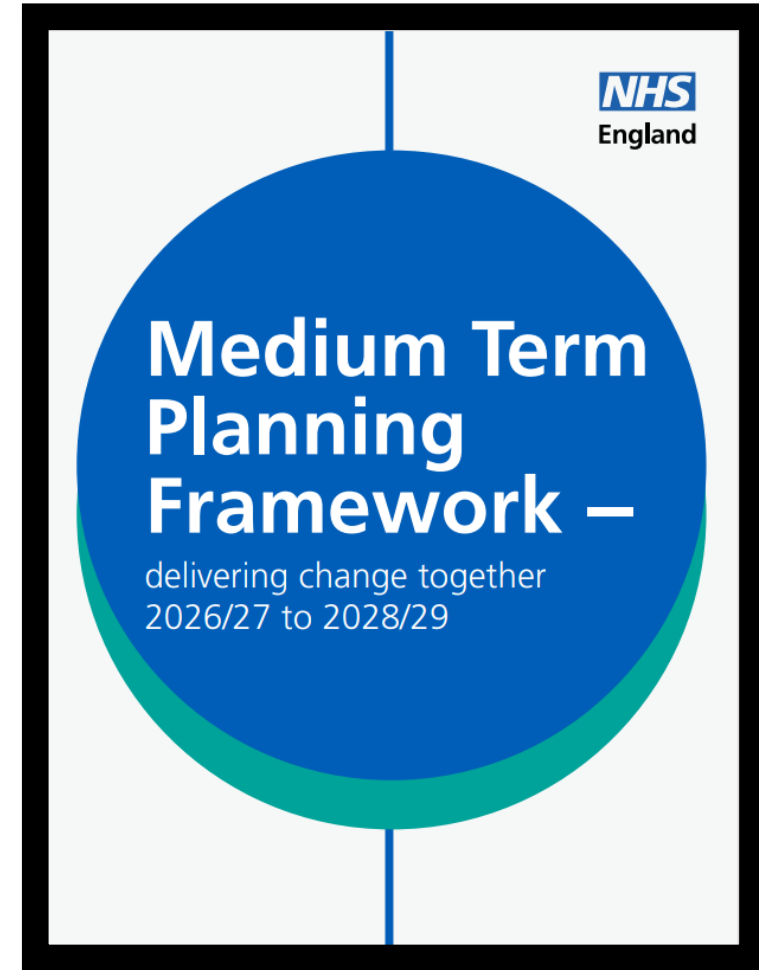 NHS
England
Medium Term
Planning
Framework –
delivering change together
2026/27 to 2028/29